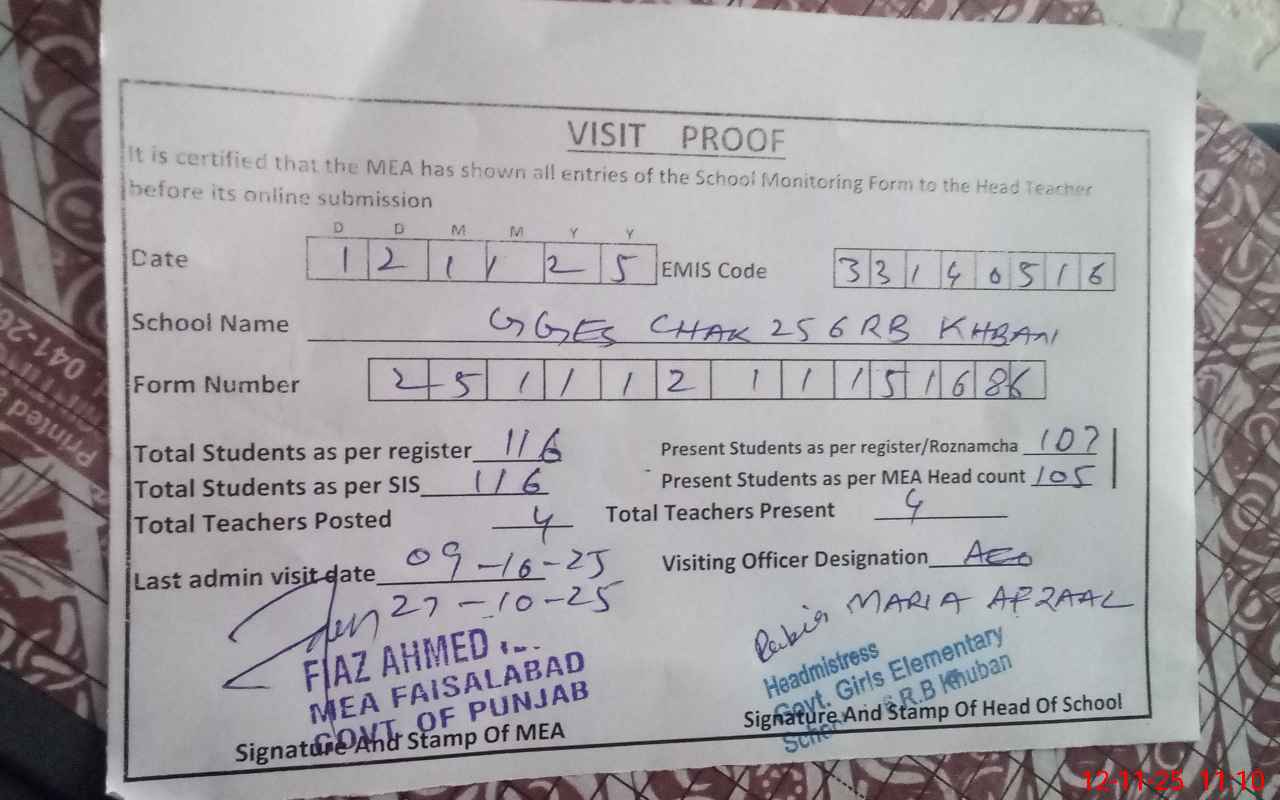 VISIT PROOF
It is certified that the MEA has shown all entries of the School Monitoring Form to the Head Teacher
before its online submission
D D M M Y Y
Date 1 2 1 1 2 5 EMIS Code 3 3 1 4 0 5 1 6
School Name GGES CHAK 256 RB KHBAN
Form Number 2 5 1 1 1 2 1 1 1 5 1 6 8 6
Total Students as per register 116 Present Students as per register/Roznamcha 107
Total Students as per SIS 116 Present Students as per MEA Head count 105
Total Teachers Posted 4 Total Teachers Present 4
Last admin visit date 09-10-25 Visiting Officer Designation AEO
27-10-25 MARIA AFZAAL
Rabia
FIAZ AHMED
MEA FAISALABAD
GOVT. OF PUNJAB
Signature And Stamp Of MEA
Headmistress
Govt. Girls Elementary
R.B Khuban
Signature And Stamp Of Head Of School
12-11-25 11:10